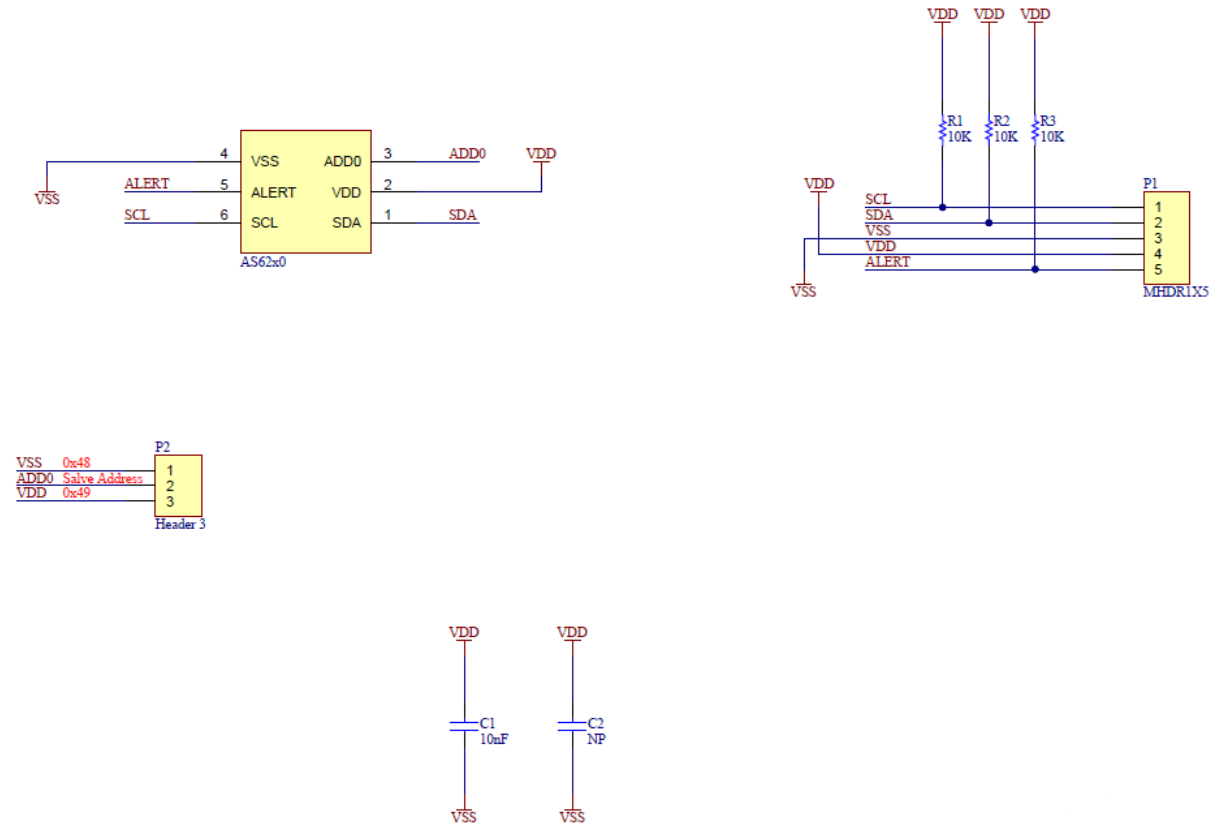 VDD VDD VDD
R1 R2 R3
10K 10K 10K
4 VSS ADD0 3 ADD0 VDD
VSS
ALERT 5 ALERT VDD 2
SCL 6 SCL SDA 1 SDA
AS62x0
VDD P1
SCL 1
SDA 2
VSS 3
VDD 4
ALERT 5
VSS MHDR1X5
P2
VSS 0x48 1
ADD0 Salve Address 2
VDD 0x49 3
Header 3
VDD VDD
C1 C2
10nF NP
VSS VSS